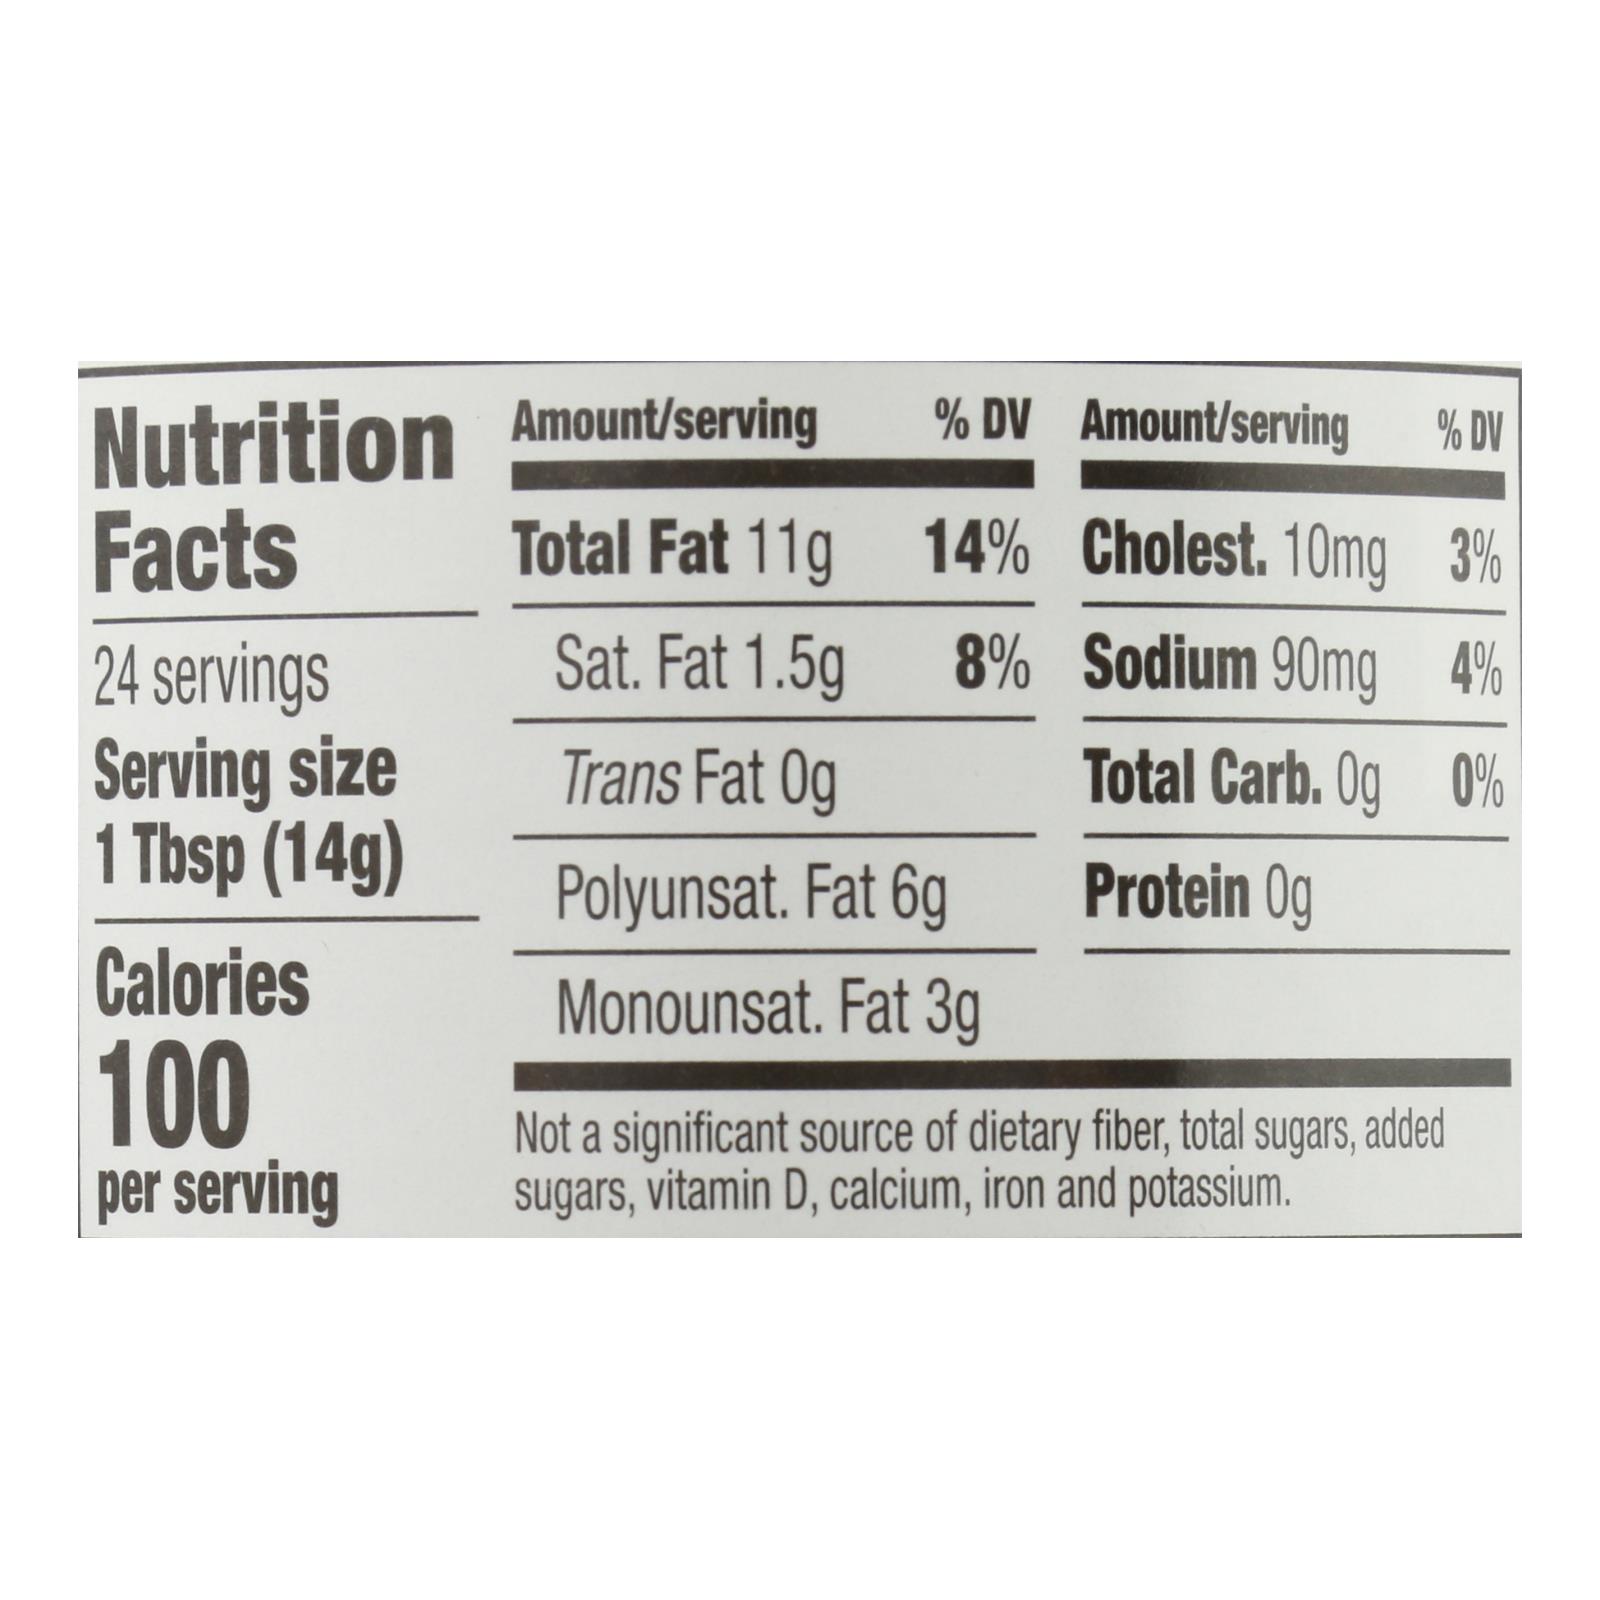 Nutrition
Facts
24 servings
Serving size
1 Tbsp (14g)
Calories
100
per serving
Amount/serving % DV
Total Fat 11g 14%
Sat. Fat 1.5g 8%
Trans Fat 0g
Polyunsat. Fat 6g
Monounsat. Fat 3g
Amount/serving % DV
Cholest. 10mg 3%
Sodium 90mg 4%
Total Carb. 0g 0%
Protein 0g
Not a significant source of dietary fiber, total sugars, added
sugars, vitamin D, calcium, iron and potassium.